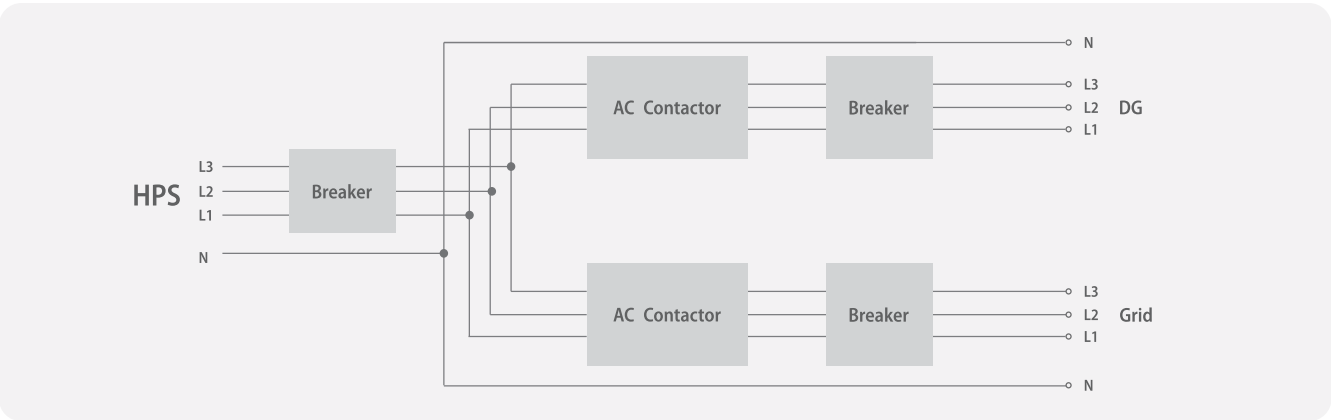 N
L3
AC Contactor
Breaker
L2
DG
L1
L3
HPS
L2
Breaker
L1
N
L3
AC Contactor
Breaker
L2
Grid
L1
N